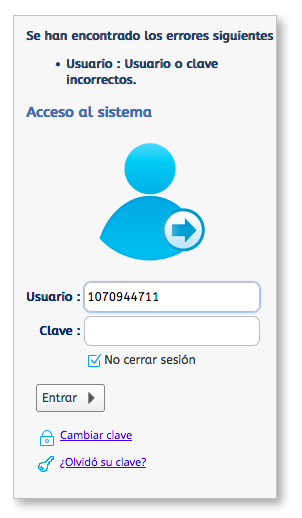 Se han encontrado los errores siguientes
• Usuario : Usuario o clave
incorrectos.
Acceso al sistema
Usuario : 1070944711
Clave :
No cerrar sesión
Entrar
Cambiar clave
¿Olvidó su clave?